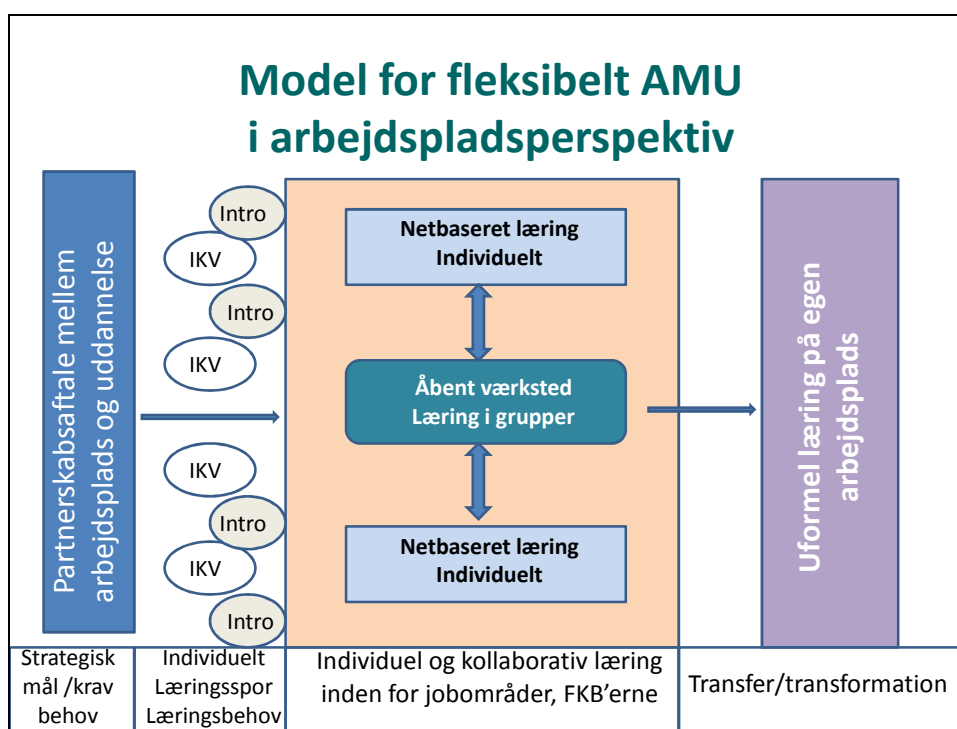 Model for fleksibelt AMU
i arbejdspladsperspektiv
Partnerskabsaftale mellem
arbejdsplads og uddannelse
Intro
IKV
Intro
IKV
IKV
Intro
IKV
Intro
Netbaseret læring
Individuelt
Åbent værksted
Læring i grupper
Netbaseret læring
Individuelt
Uformel læring på egen
arbejdsplads
Strategisk
mål /krav
behov
Individuelt
Læringsspor
Læringsbehov
Individuel og kollaborativ læring
inden for jobområder, FKB'erne
Transfer/transformation